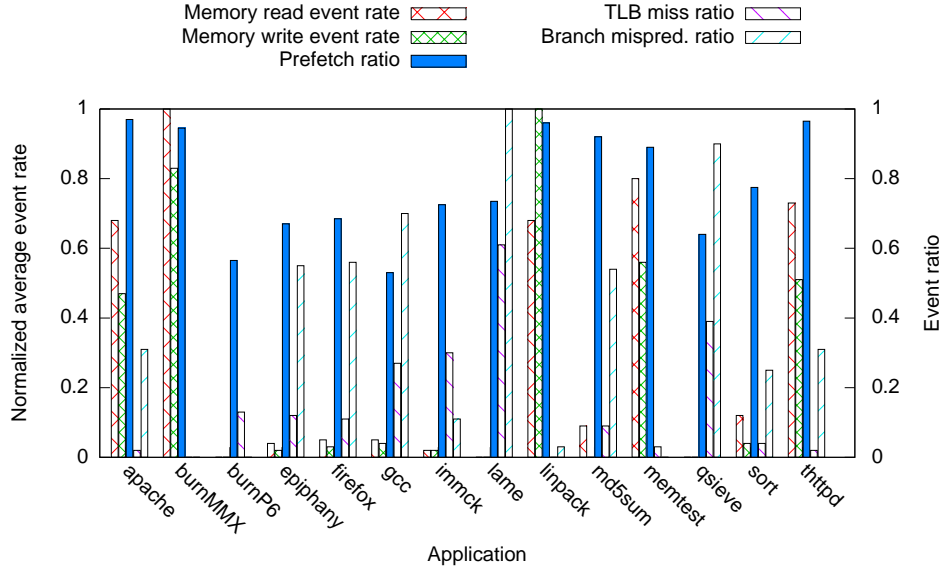 Memory read event rate
Memory write event rate
Prefetch ratio
TLB miss ratio
Branch mispred. ratio
Normalized average event rate
1
0.8
0.6
0.4
0.2
0
Event ratio
1
0.8
0.6
0.4
0.2
0
apache
burnMMX
burnP6
epiphany
firefox
gcc
immck
lame
linpack
md5sum
memtest
qsieve
sort
thttpd
Application